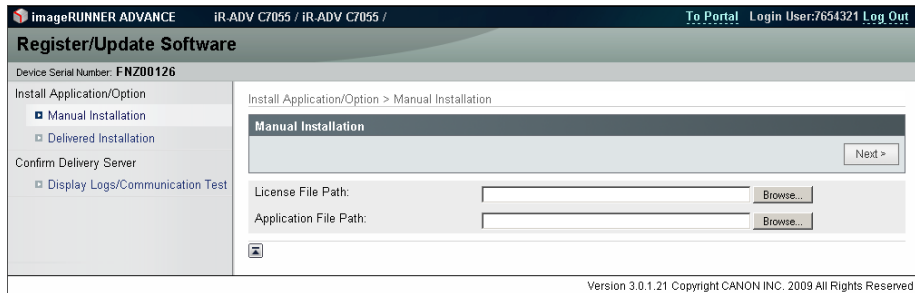 imageRUNNER ADVANCE iR-ADV C7055 / iR-ADV C7055 / To Portal Login User:7654321 Log Out
Register/Update Software
Device Serial Number: FNZ00126
Install Application/Option
Manual Installation
Delivered Installation
Confirm Delivery Server
Display Logs/Communication Test
Install Application/Option > Manual Installation
Manual Installation
Next >
License File Path: Browse...
Application File Path: Browse...
Version 3.0.1.21 Copyright CANON INC. 2009 All Rights Reserved